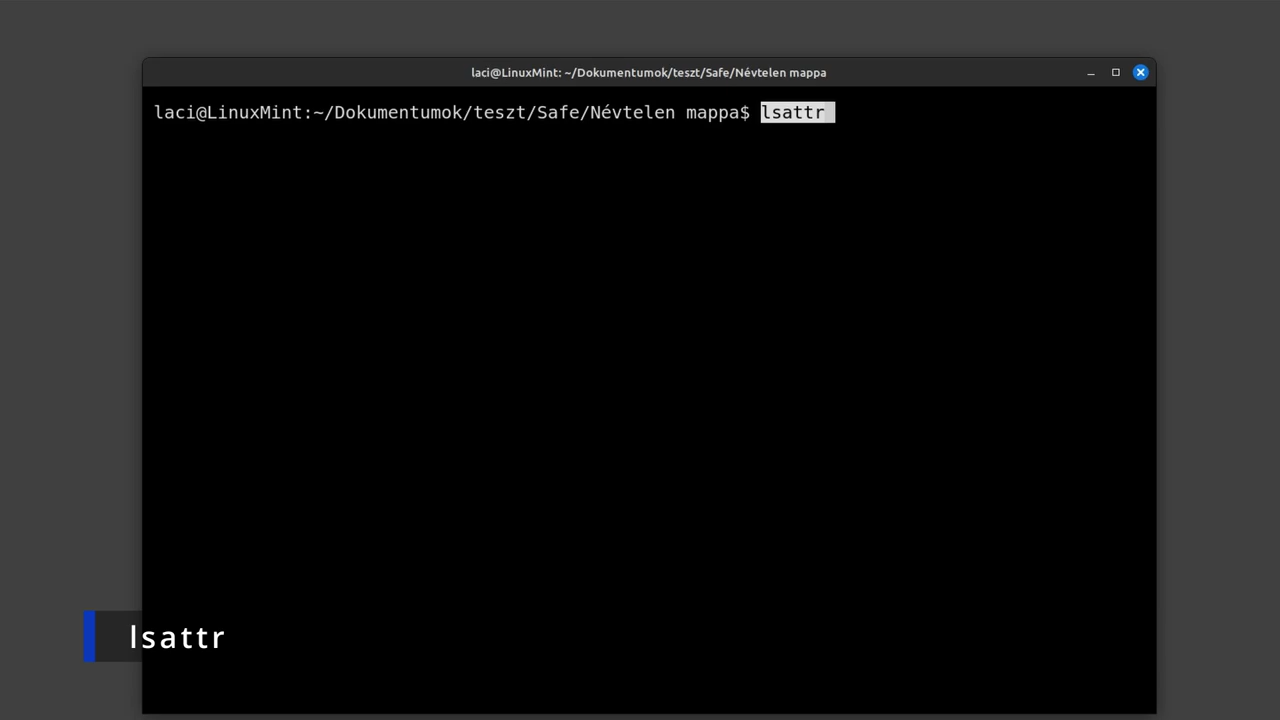 laci@LinuxMint: ~/Dokumentumok/teszt/Safe/Névtelen mappa
laci@LinuxMint:~/Dokumentumok/teszt/Safe/Névtelen mappa$ lsattr
lsattr